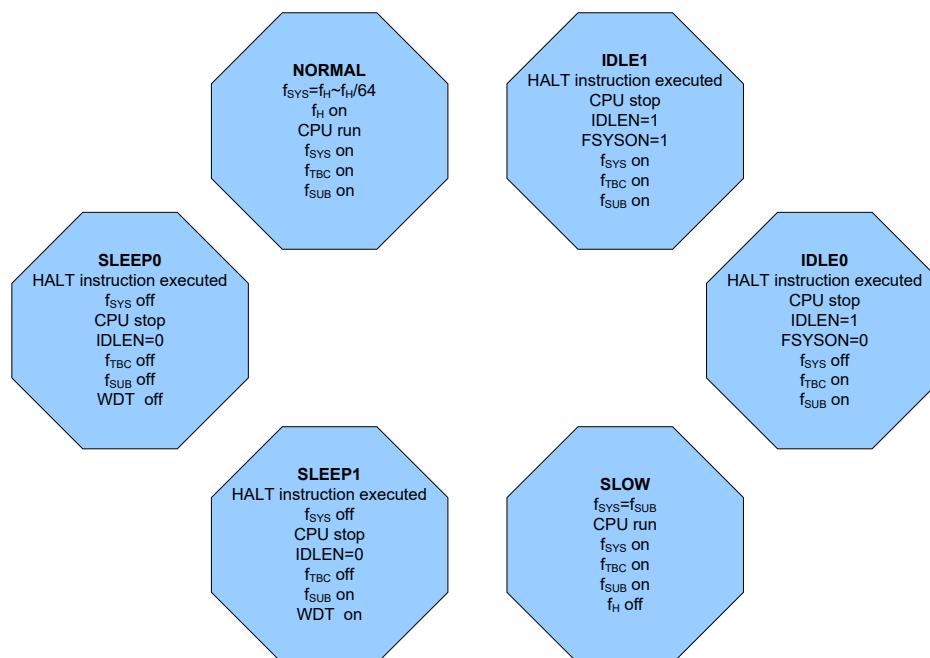 NORMAL
fSYS=fH~fH/64
fH on
CPU run
fSYS on
fTBC on
fSUB on
IDLE1
HALT instruction executed
CPU stop
IDLEN=1
FSYSON=1
fSYS on
fTBC on
fSUB on
SLEEP0
HALT instruction executed
fSYS off
CPU stop
IDLEN=0
fTBC off
fSUB off
WDT off
IDLE0
HALT instruction executed
CPU stop
IDLEN=1
FSYSON=0
fSYS off
fTBC on
fSUB on
SLEEP1
HALT instruction executed
fSYS off
CPU stop
IDLEN=0
fTBC off
fSUB on
WDT on
SLOW
fSYS=fSUB
CPU run
fSYS on
fTBC on
fSUB on
fH off